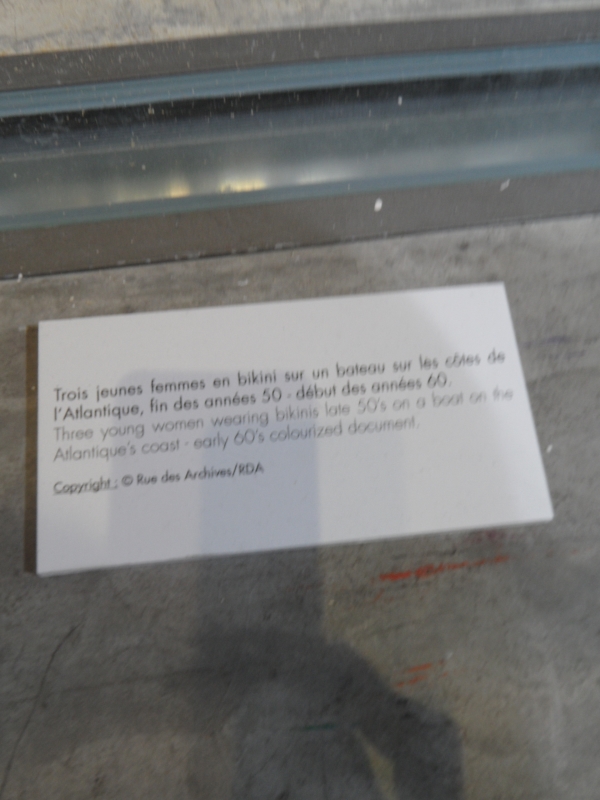 Trois jeunes femmes en bikini sur un bateau sur les côtes de
l'Atlantique, fin des années 50 - début des années 60.
Three young women wearing bikinis late 50's on a boat on the
Atlantique's coast - early 60's colourized document.
Copyright : © Rue des Archives/RDA